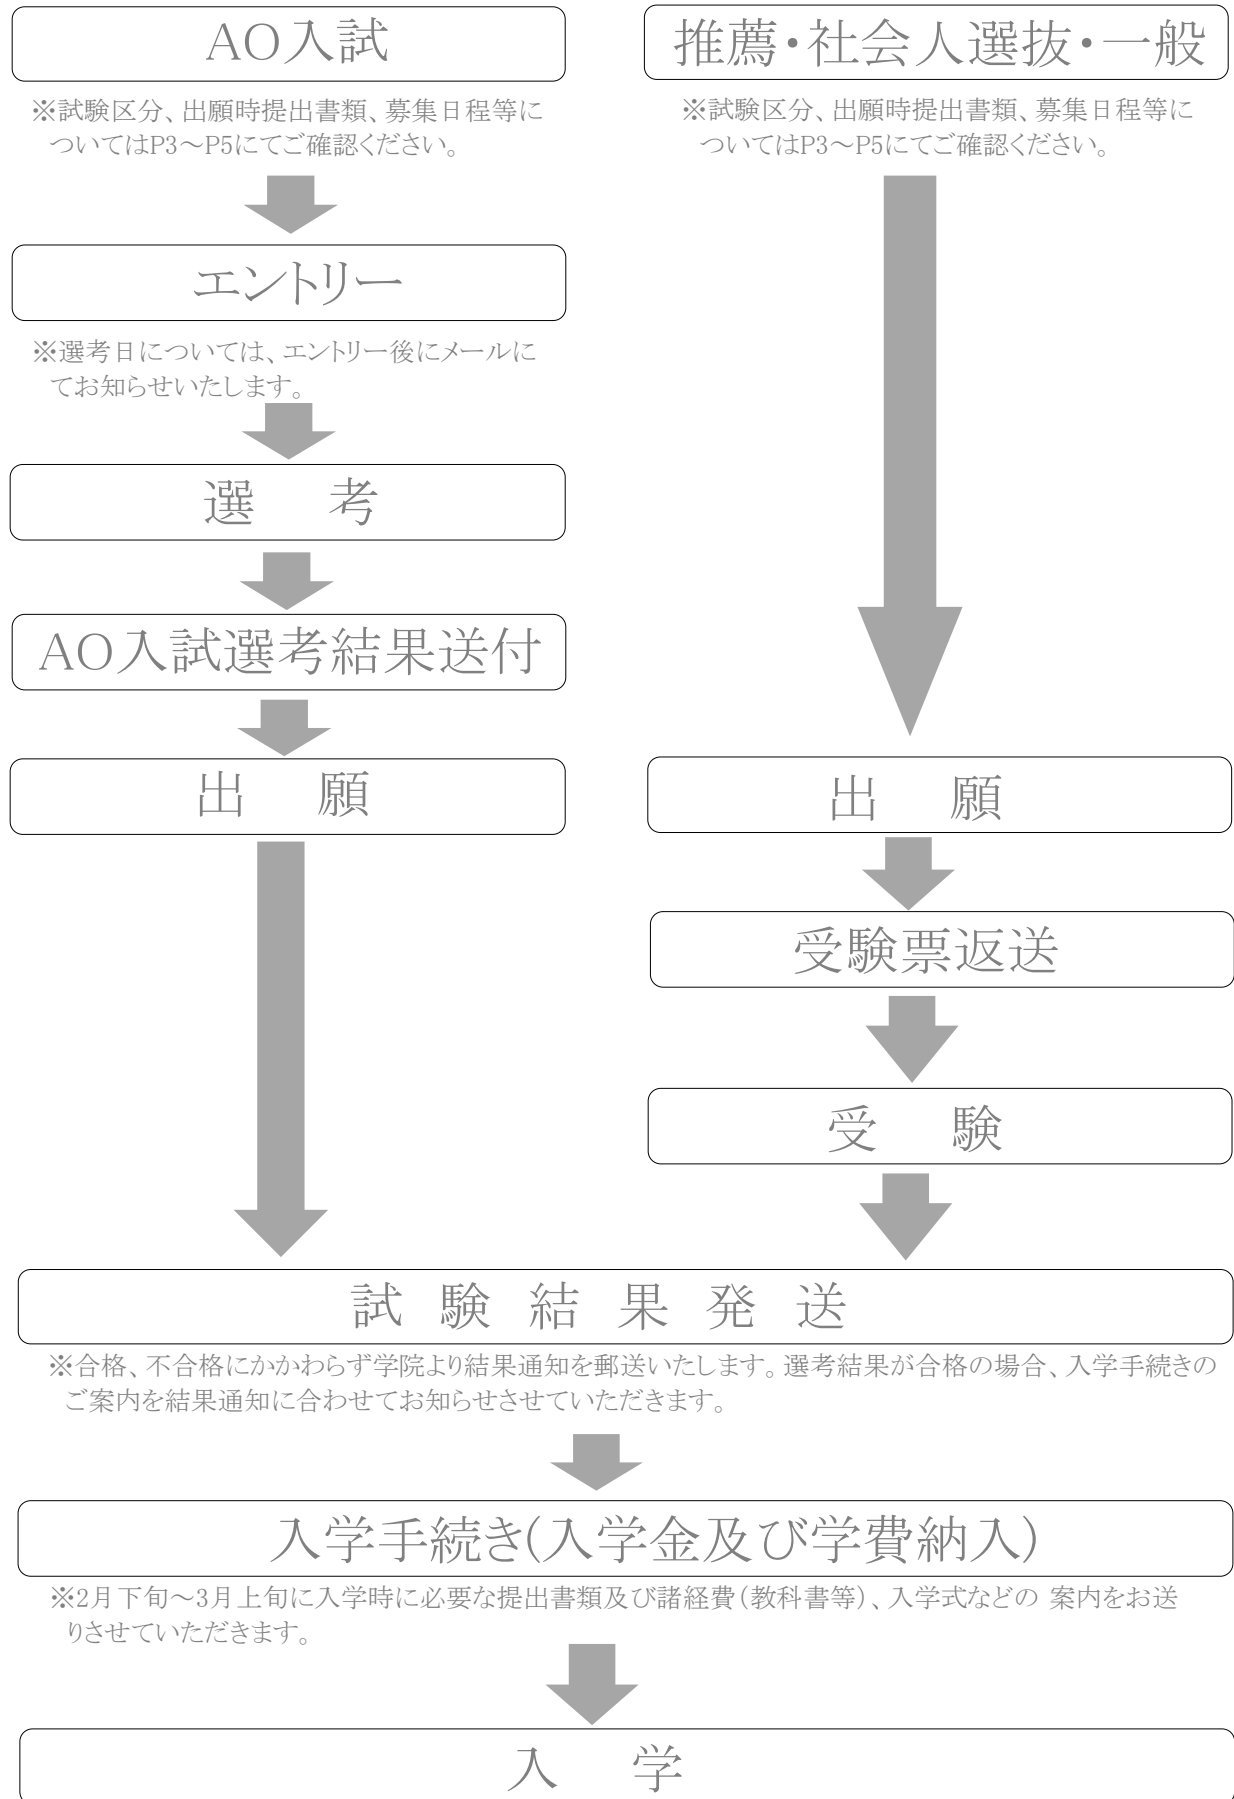 AO入試
※試験区分、出願時提出書類、募集日程等に
ついてはP3～P5にてご確認ください。
エントリー
※選考日については、エントリー後にメールに
てお知らせいたします。
選　考
AO入試選考結果送付
出　願
推薦・社会人選抜・一般
※試験区分、出願時提出書類、募集日程等に
ついてはP3～P5にてご確認ください。
出　願
受験票返送
受　験
試 験 結 果 発 送
※合格、不合格にかかわらず学院より結果通知を郵送いたします。選考結果が合格の場合、入学手続きの
ご案内を結果通知に合わせてお知らせさせていただきます。
入学手続き(入学金及び学費納入)
※2月下旬～3月上旬に入学時に必要な提出書類及び諸経費(教科書等)、入学式などの 案内をお送
りさせていただきます。
入　学